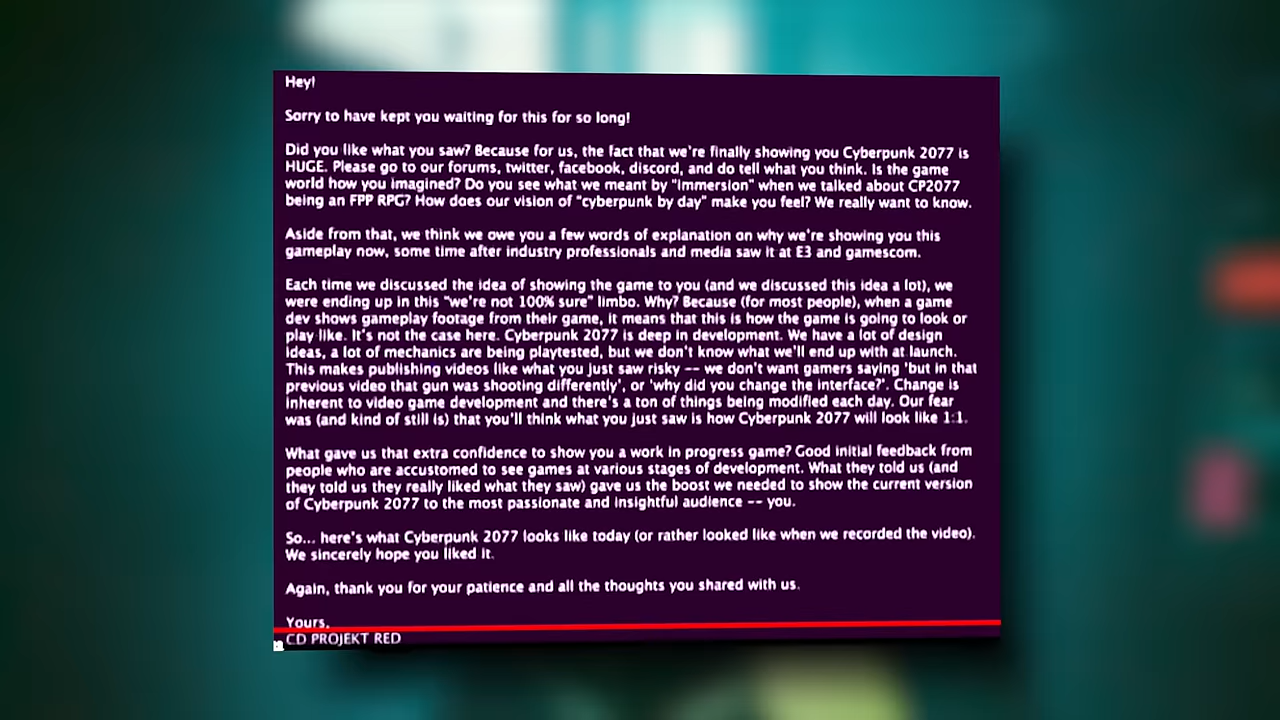 Hey!
Sorry to have kept you waiting for this for so long!
Did you like what you saw? Because for us, the fact that we're finally showing you Cyberpunk 2077 is
HUGE. Please go to our forums, twitter, facebook, discord, and do tell what you think. Is the game
world how you imagined? Do you see what we meant by "immersion" when we talked about CP2077
being an FPP RPG? How does our vision of "cyberpunk by day" make you feel? We really want to know.
Aside from that, we think we owe you a few words of explanation on why we're showing you this
gameplay now, some time after industry professionals and media saw it at E3 and gamescom.
Each time we discussed the idea of showing the game to you (and we discussed this idea a lot), we
were ending up in this "we're not 100% sure" limbo. Why? Because (for most people), when a game
dev shows gameplay footage from their game, it means that this is how the game is going to look or
play like. It's not the case here. Cyberpunk 2077 is deep in development. We have a lot of design
ideas, a lot of mechanics are being playtested, but we don't know what we'll end up with at launch.
This makes publishing videos like what you just saw risky -- we don't want gamers saying 'but in that
previous video that gun was shooting differently', or 'why did you change the interface?'. Change is
inherent to video game development and there's a ton of things being modified each day. Our fear
was (and kind of still is) that you'll think what you just saw is how Cyberpunk 2077 will look like 1:1.
What gave us that extra confidence to show you a work in progress game? Good initial feedback from
people who are accustomed to see games at various stages of development. What they told us (and
they told us they really liked what they saw) gave us the boost we needed to show the current version
of Cyberpunk 2077 to the most passionate and insightful audience -- you.
So... here's what Cyberpunk 2077 looks like today (or rather looked like when we recorded the video).
We sincerely hope you liked it.
Again, thank you for your patience and all the thoughts you shared with us.
Yours,
CD PROJEKT RED